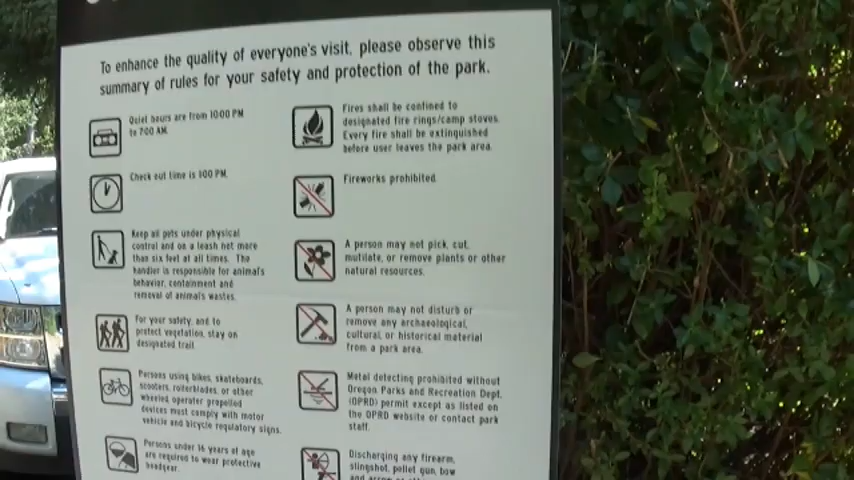 To enhance the quality of everyone's visit, please observe this
summary of rules for your safety and protection of the park.
Quiet hours are from 10:00 PM
to 7:00 AM.
Check out time is 1:00 PM.
Keep all pets under physical
control and on a leash not more
than six feet at all times. The
handler is responsible for animal's
behavior, containment and
removal of animal's wastes.
For your safety, and to
protect vegetation, stay on
designated trail.
Persons using bikes, skateboards,
scooters, rollerblades, or other
wheeled operator propelled
devices must comply with motor
vehicle and bicycle regulatory signs.
Persons under 16 years of age
are required to wear protective
headgear.
Fires shall be confined to
designated fire rings/camp stoves.
Every fire shall be extinguished
before user leaves the park area.
Fireworks prohibited.
A person may not pick, cut,
mutilate, or remove plants or other
natural resources.
A person may not disturb or
remove any archaeological,
cultural, or historical material
from a park area.
Metal detecting prohibited without
Oregon Parks and Recreation Dept.
(OPRD) permit except as listed on
the OPRD website or contact park
staff.
Discharging any firearm,
slingshot, pellet gun, bow
and arrow